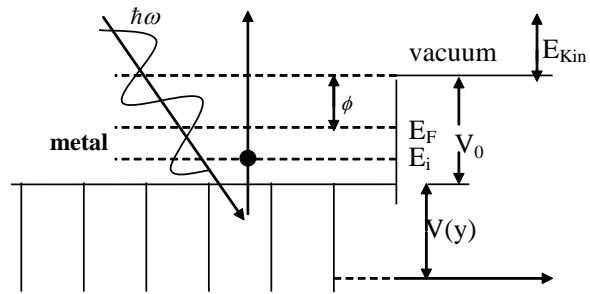 ħω
vacuum
E_Kin
ϕ
metal
E_F
V_0
E_i
V(y)